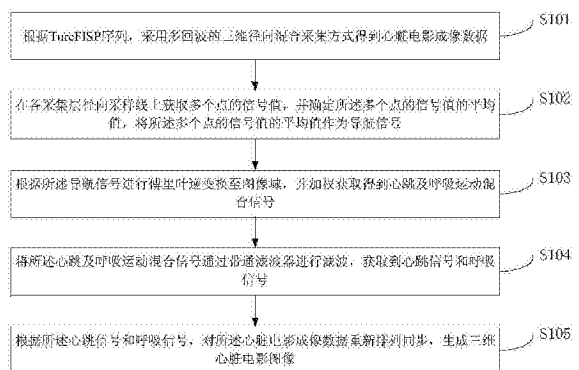 根据TureFISP序列，采用多回波的三维径向混合采集方式得到心脏电影成像数据
S101
在各采集层径向采样线上获取多个点的信号值，并确定所述多个点的信号值的平均
值，将所述多个点的信号值的平均值作为导航信号
S102
根据所述导航信号进行傅里叶逆变换至图像域，并加权获取得到心跳及呼吸运动混
合信号
S103
将所述心跳及呼吸运动混合信号通过带通滤波器进行滤波，获取到心跳信号和呼吸
信号
S104
根据所述心跳信号和呼吸信号，对所述心脏电影成像数据重新排列同步，生成三维
心脏电影图像
S105